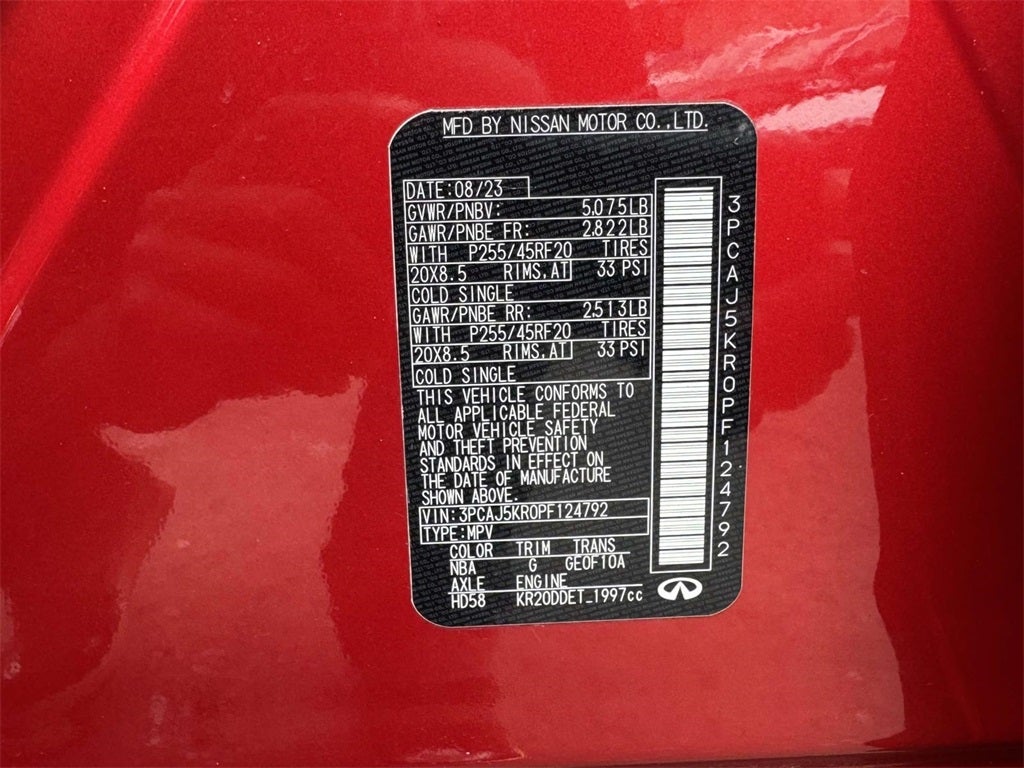 MFD BY NISSAN MOTOR CO.,LTD.
DATE:08/23
GVWR/PNBV: 5,075LB
GAWR/PNBE FR: 2,822LB
WITH P255/45RF20 TIRES
20X8.5 RIMS.AT 33 PSI
COLD SINGLE
GAWR/PNBE RR: 2,513LB
WITH P255/45RF20 TIRES
20X8.5 RIMS.AT 33 PSI
COLD SINGLE
THIS VEHICLE CONFORMS TO
ALL APPLICABLE FEDERAL
MOTOR VEHICLE SAFETY
AND THEFT PREVENTION
STANDARDS IN EFFECT ON
THE DATE OF MANUFACTURE
SHOWN ABOVE.
VIN:3PCAJ5KR0PF124792
TYPE:MPV
COLOR TRIM TRANS
NBA G GE0F10A
AXLE ENGINE
HD58 KR20DDET_1997cc
3PCAJ5KR0PF124792